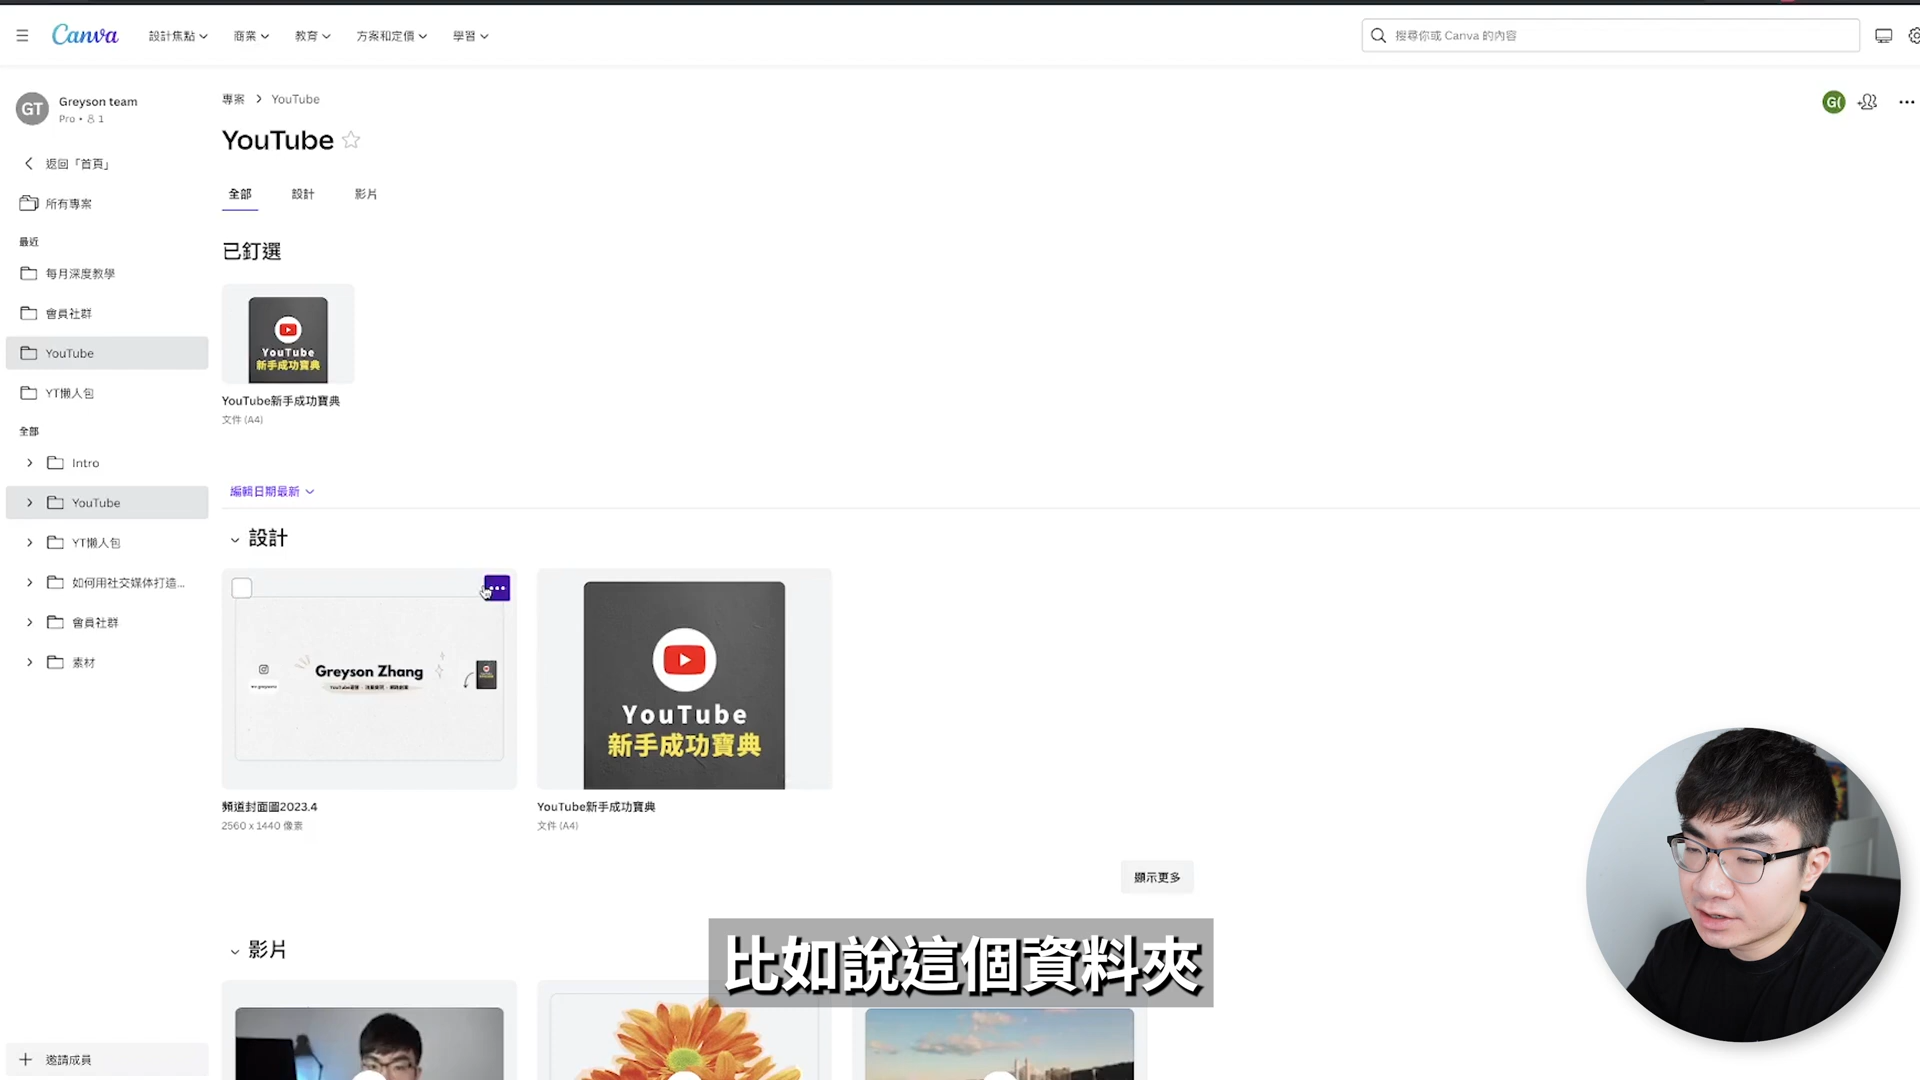 Canva
設計焦點
商業
教育
方案和定價
學習
搜尋你或 Canva 的內容
GT
Greyson team
Pro • 1
返回「首頁」
所有專案
最近
每月深度教學
會員社群
YouTube
YT懶人包
全部
Intro
YouTube
YT懶人包
如何用社交媒体打造...
會員社群
素材
邀請成員
專案 > YouTube
G(
YouTube
全部
設計
影片
已釘選
YouTube
新手成功寶典
YouTube新手成功寶典
文件 (A4)
編輯日期最新
設計
Greyson Zhang
YouTube
新手成功寶典
頻道封面圖2023.4
2560 x 1440 像素
YouTube新手成功寶典
文件 (A4)
顯示更多
影片
比如說這個資料夾